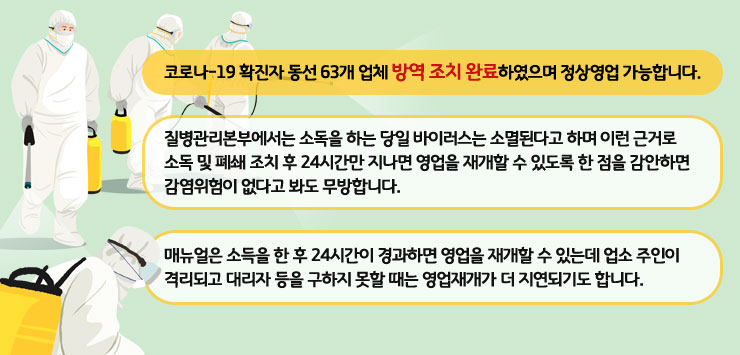 코로나-19 확진자 동선 63개 업체 방역 조치 완료하였으며 정상영업 가능합니다.
질병관리본부에서는 소독을 하는 당일 바이러스는 소멸된다고 하며 이런 근거로
소독 및 폐쇄 조치 후 24시간만 지나면 영업을 재개할 수 있도록 한 점을 감안하면
감염위험이 없다고 봐도 무방합니다.
매뉴얼은 소득을 한 후 24시간이 경과하면 영업을 재개할 수 있는데 업소 주인이
격리되고 대리자 등을 구하지 못할 때는 영업재개가 더 지연되기도 합니다.